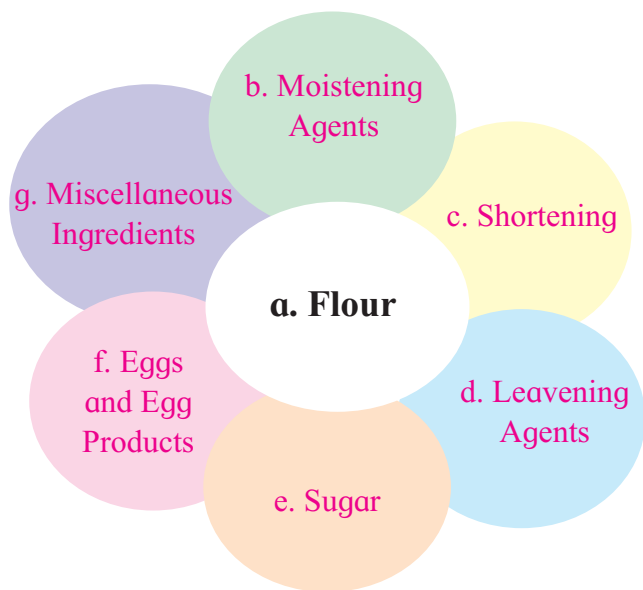 a. Flour
b. Moistening
Agents
c. Shortening
d. Leavening
Agents
e. Sugar
f. Eggs
and Egg
Products
g. Miscellaneous
Ingredients